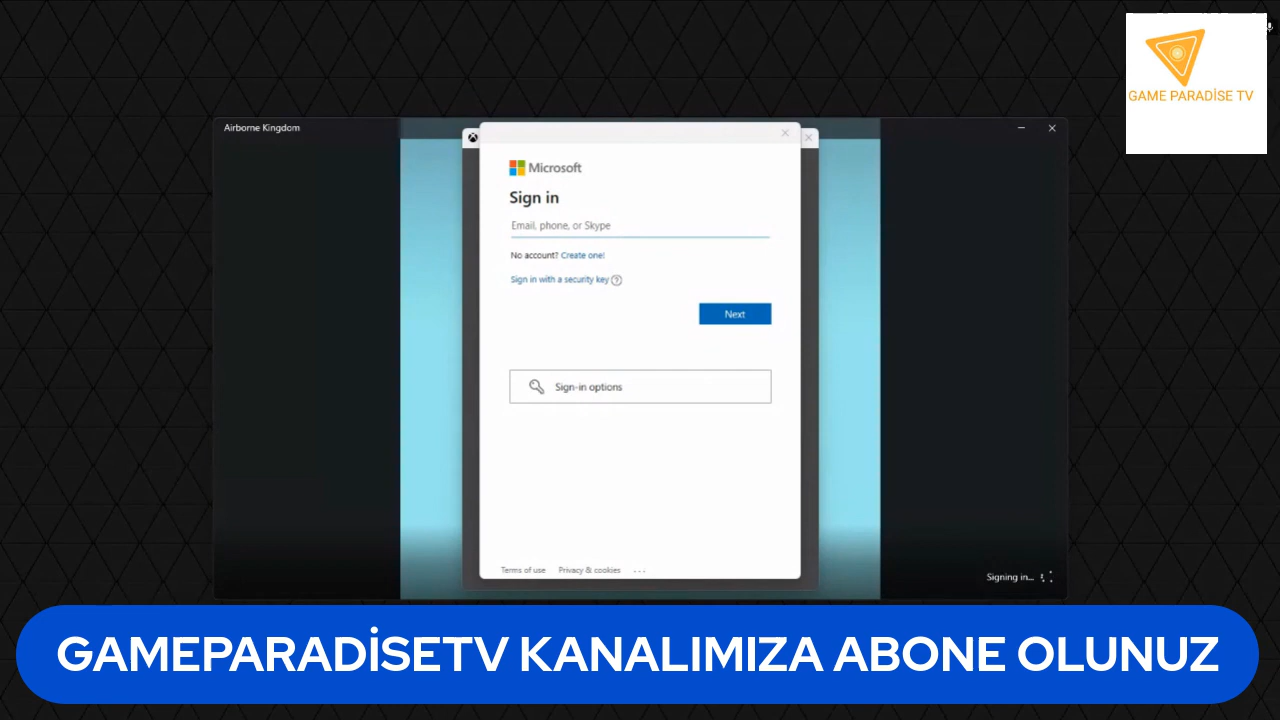 GAME PARADİSE TV
Airborne Kingdom
Microsoft
Sign in
Email, phone, or Skype
No account? Create one!
Sign in with a security key
Next
Sign-in options
Terms of use Privacy & cookies ...
Signing in...
GAMEPARADİSETV KANALIMIZA ABONE OLUNUZ